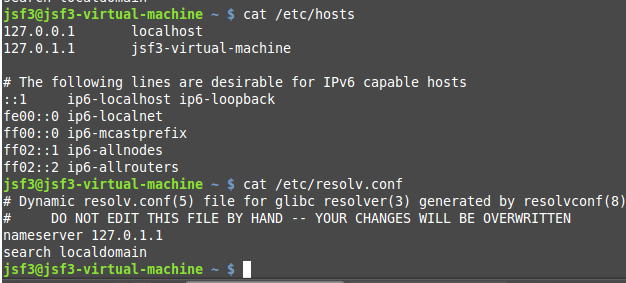 search localdomain
jsf3@jsf3-virtual-machine ~ $ cat /etc/hosts
127.0.0.1       localhost
127.0.1.1       jsf3-virtual-machine

# The following lines are desirable for IPv6 capable hosts
::1     ip6-localhost ip6-loopback
fe00::0 ip6-localnet
ff00::0 ip6-mcastprefix
ff02::1 ip6-allnodes
ff02::2 ip6-allrouters
jsf3@jsf3-virtual-machine ~ $ cat /etc/resolv.conf
# Dynamic resolv.conf(5) file for glibc resolver(3) generated by resolvconf(8)
#     DO NOT EDIT THIS FILE BY HAND -- YOUR CHANGES WILL BE OVERWRITTEN
nameserver 127.0.1.1
search localdomain
jsf3@jsf3-virtual-machine ~ $